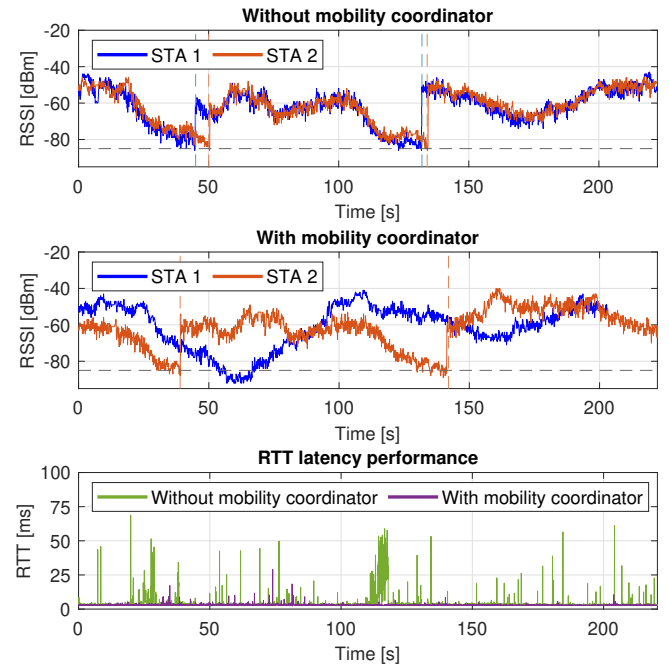 Without mobility coordinator
-20
STA 1 STA 2
-40
-60
-80
RSSI [dBm]
0 50 100 150 200
Time [s]
With mobility coordinator
-20
STA 1 STA 2
-40
-60
-80
RSSI [dBm]
0 50 100 150 200
Time [s]
RTT latency performance
100
Without mobility coordinator With mobility coordinator
75
50
25
0
RTT [ms]
0 50 100 150 200
Time [s]